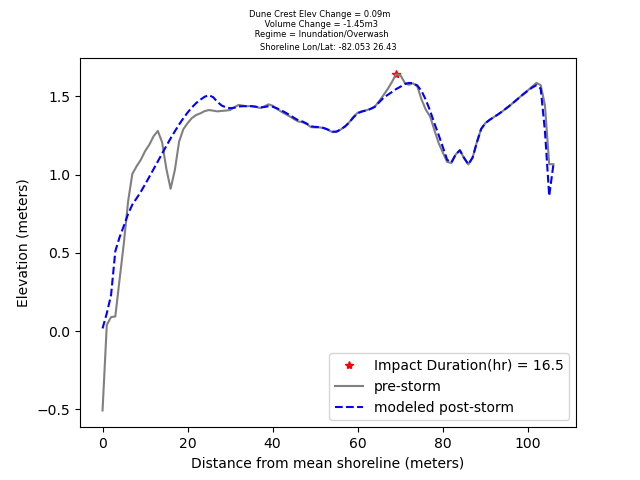 Dune Crest Elev Change = 0.09m
Volume Change = -1.45m3
Regime = Inundation/Overwash
Shoreline Lon/Lat: -82.053 26.43
1.5
1.0
0.5
0.0
−0.5
Elevation (meters)
Impact Duration(hr) = 16.5
pre-storm
modeled post-storm
0 20 40 60 80 100
Distance from mean shoreline (meters)